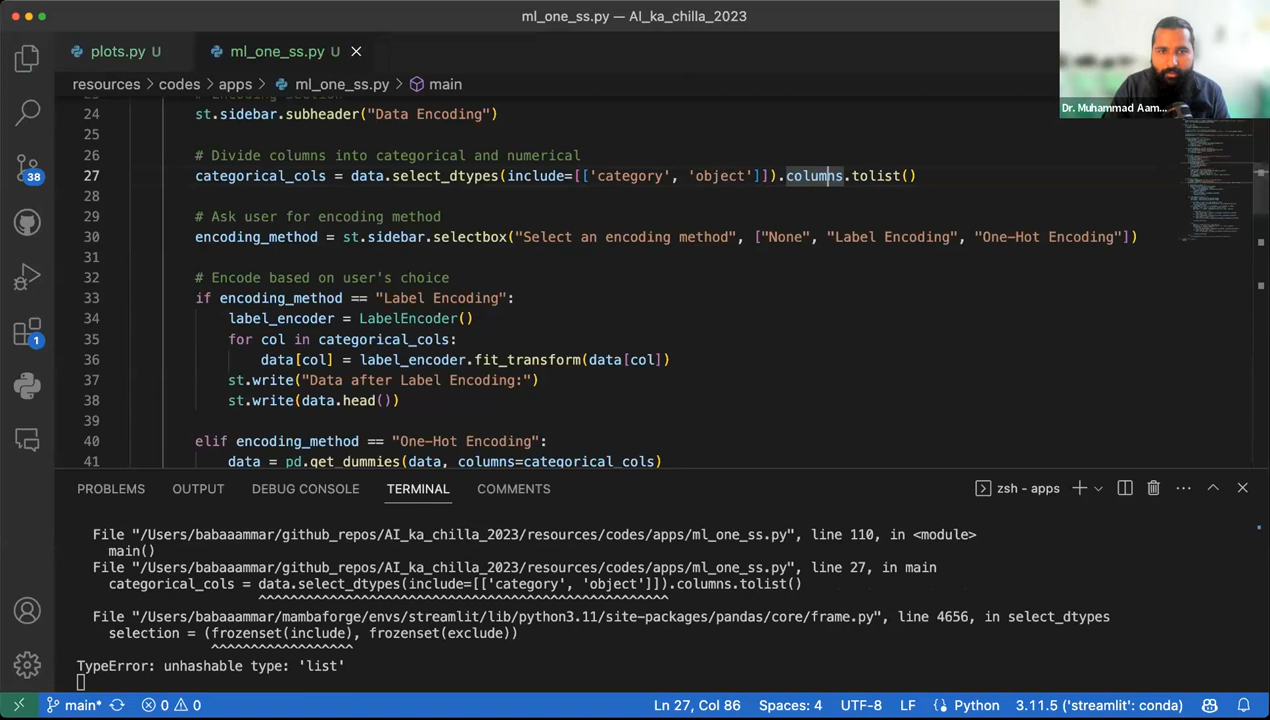 ml_one_ss.py — AI_ka_chilla_2023
plots.py U
ml_one_ss.py U
resources > codes > apps > ml_one_ss.py > main
Dr. Muhammad Aam...
24 st.sidebar.subheader("Data Encoding")
25
26 # Divide columns into categorical and numerical
27 categorical_cols = data.select_dtypes(include=[['category', 'object']]).columns.tolist()
28
29 # Ask user for encoding method
30 encoding_method = st.sidebar.selectbox("Select an encoding method", ["None", "Label Encoding", "One-Hot Encoding"])
31
32 # Encode based on user's choice
33 if encoding_method == "Label Encoding":
34 label_encoder = LabelEncoder()
35 for col in categorical_cols:
36 data[col] = label_encoder.fit_transform(data[col])
37 st.write("Data after Label Encoding:")
38 st.write(data.head())
39
40 elif encoding_method == "One-Hot Encoding":
41 data = pd.get_dummies(data, columns=categorical_cols)
38
1
PROBLEMS OUTPUT DEBUG CONSOLE TERMINAL COMMENTS
zsh - apps
File "/Users/babaaammar/github_repos/AI_ka_chilla_2023/resources/codes/apps/ml_one_ss.py", line 110, in <module>
main()
File "/Users/babaaammar/github_repos/AI_ka_chilla_2023/resources/codes/apps/ml_one_ss.py", line 27, in main
categorical_cols = data.select_dtypes(include=[['category', 'object']]).columns.tolist()
^^^^^^^^^^^^^^^^^^^^^^^^^^^^^^^^^^^^^^^^^^^^^^^^^^
File "/Users/babaaammar/mambaforge/envs/streamlit/lib/python3.11/site-packages/pandas/core/frame.py", line 4656, in select_dtypes
selection = (frozenset(include), frozenset(exclude))
^^^^^^^^^^^^^^^^^^
TypeError: unhashable type: 'list'
main* 0 0
Ln 27, Col 86 Spaces: 4 UTF-8 LF Python 3.11.5 ('streamlit': conda)